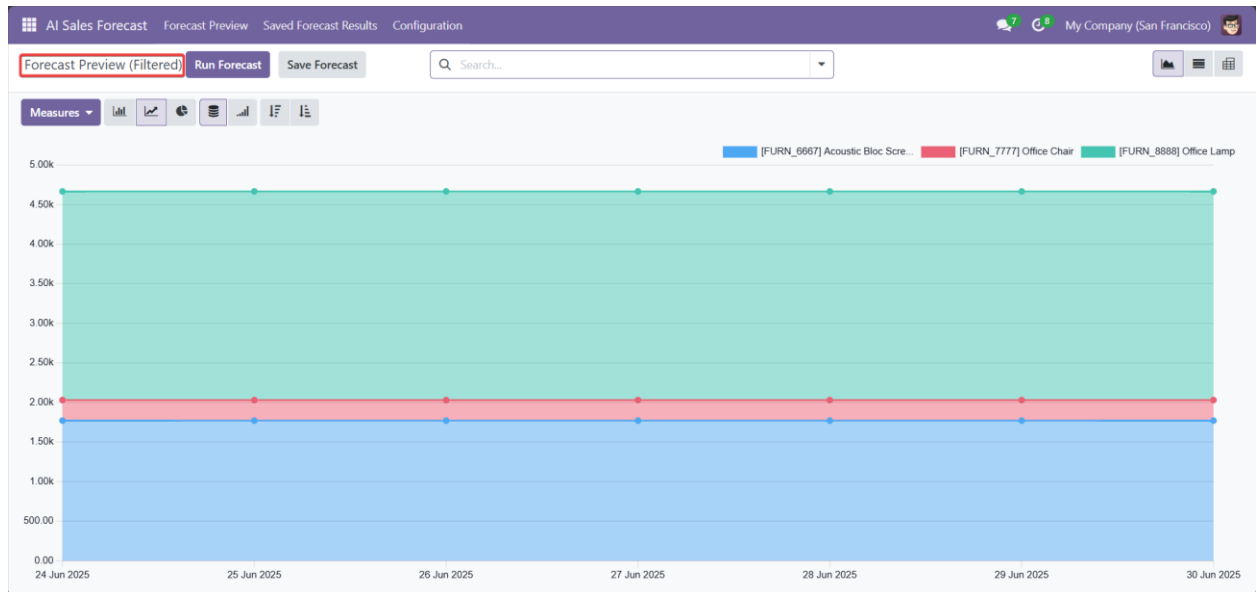 AI Sales Forecast Forecast Preview Saved Forecast Results Configuration 7 8 My Company (San Francisco)
Forecast Preview (Filtered) Run Forecast Save Forecast Search...
Measures
[FURN_6667] Acoustic Bloc Scre... [FURN_7777] Office Chair [FURN_8888] Office Lamp
5.00k
4.50k
4.00k
3.50k
3.00k
2.50k
2.00k
1.50k
1.00k
500.00
0.00
24 Jun 2025 25 Jun 2025 26 Jun 2025 27 Jun 2025 28 Jun 2025 29 Jun 2025 30 Jun 2025